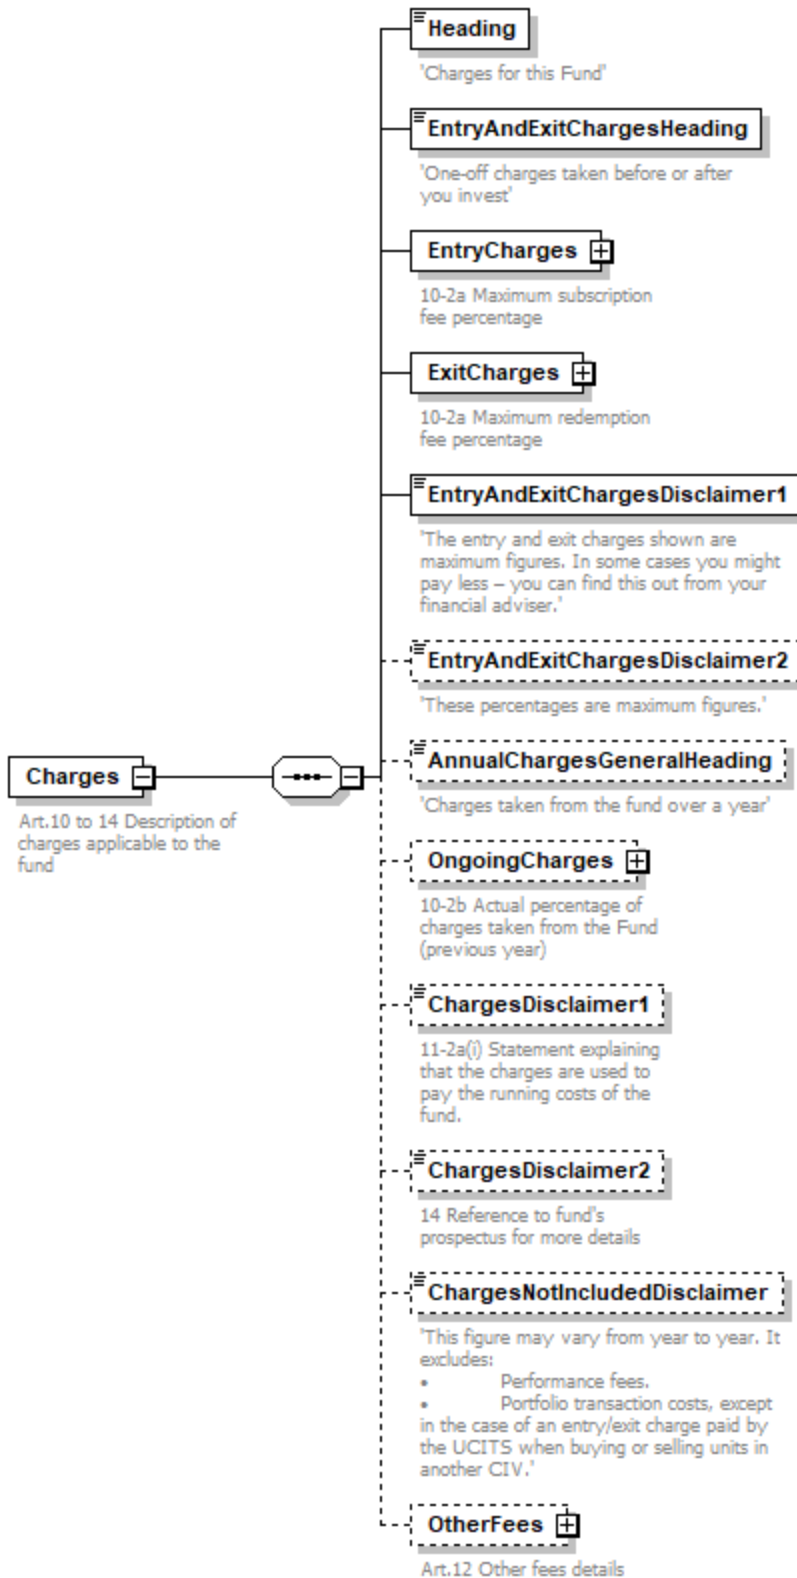 Heading
'Charges for this Fund'
EntryAndExitChargesHeading
'One-off charges taken before or after
you invest'
EntryCharges
10-2a Maximum subscription
fee percentage
ExitCharges
10-2a Maximum redemption
fee percentage
EntryAndExitChargesDisclaimer1
'The entry and exit charges shown are
maximum figures. In some cases you might
pay less – you can find this out from your
financial adviser.'
EntryAndExitChargesDisclaimer2
'These percentages are maximum figures.'
Charges
Art.10 to 14 Description of
charges applicable to the
fund
AnnualChargesGeneralHeading
'Charges taken from the fund over a year'
OngoingCharges
10-2b Actual percentage of
charges taken from the Fund
(previous year)
ChargesDisclaimer1
11-2a(i) Statement explaining
that the charges are used to
pay the running costs of the
fund.
ChargesDisclaimer2
14 Reference to fund's
prospectus for more details
ChargesNotIncludedDisclaimer
'This figure may vary from year to year. It
excludes:
• Performance fees.
• Portfolio transaction costs, except
in the case of an entry/exit charge paid by
the UCITS when buying or selling units in
another CIV.'
OtherFees
Art.12 Other fees details